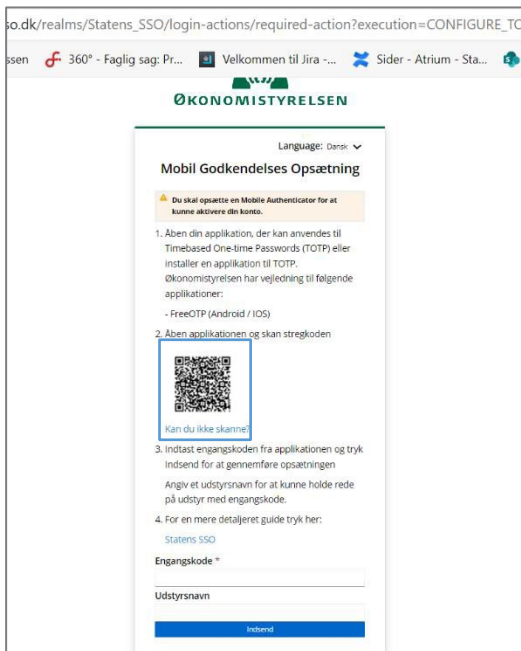 so.dk/realms/Statens_SSO/login-actions/required-action?execution=CONFIGURE_TO
ssen 360° - Faglig sag: Pr... Velkommen til Jira -... Sider - Atrium - Sta...
ØKONOMISTYRELSEN
Language: Dansk
Mobil Godkendelses Opsætning
Du skal opsætte en Mobile Authenticator for at
kunne aktivere din konto.
1. Åben din applikation, der kan anvendes til
Timebased One-time Passwords (TOTP) eller
installer en applikation til TOTP.
Økonomistyrelsen har vejledning til følgende
applikationer:
- FreeOTP (Android / IOS)
2. Åben applikationen og skan stregkoden
Kan du ikke skanne?
3. Indtast engangskoden fra applikationen og tryk
Indsend for at gennemføre opsætningen
Angiv et udstyrsnavn for at kunne holde rede
på udstyr med engangskode.
4. For en mere detaljeret guide tryk her:
Statens SSO
Engangskode *
Udstyrsnavn
Indsend